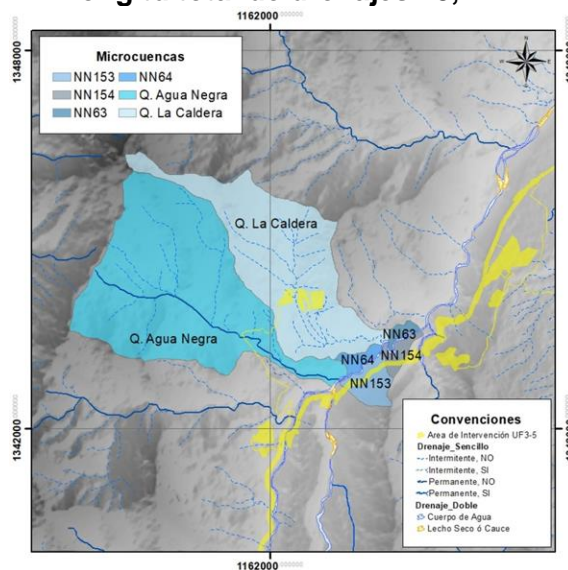 1162000
1348000
Microcuencas
NN153 NN64
NN154 Q. Agua Negra
NN63 Q. La Caldera
Q. La Caldera
Q. Agua Negra
NN63
NN64 NN154
NN153
1342000
Convenciones
Area de Intervención UF3-5
Drenaje_Sencillo
Intermitente, NO
Intermitente, SI
Permanente, NO
Permanente, SI
Drenaje_Doble
Cuerpo de Agua
Lecho Seco ó Cauce
1162000